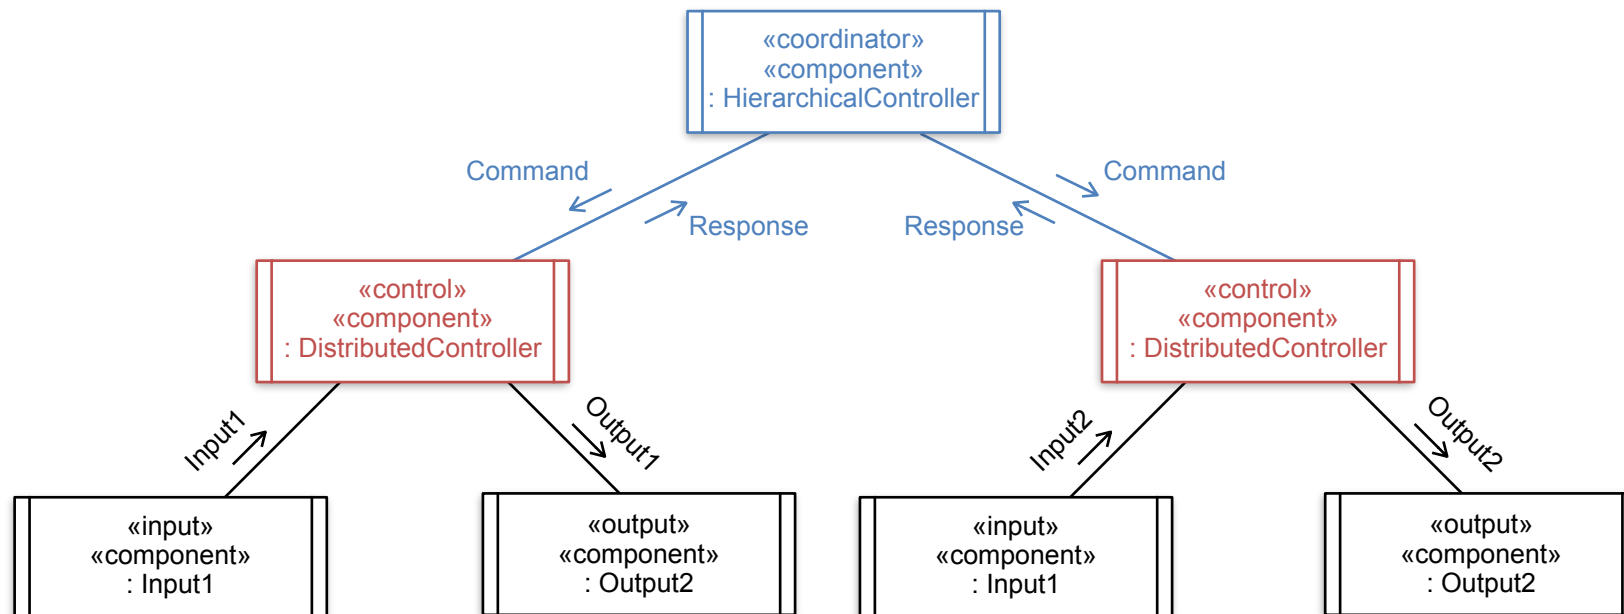 «coordinator»
«component»
: HierarchicalController
Command
Command
Response
Response
«control»
«component»
: DistributedController
«control»
«component»
: DistributedController
Input1
Output1
Input2
Output2
«input»
«component»
: Input1
«output»
«component»
: Output2
«input»
«component»
: Input1
«output»
«component»
: Output2